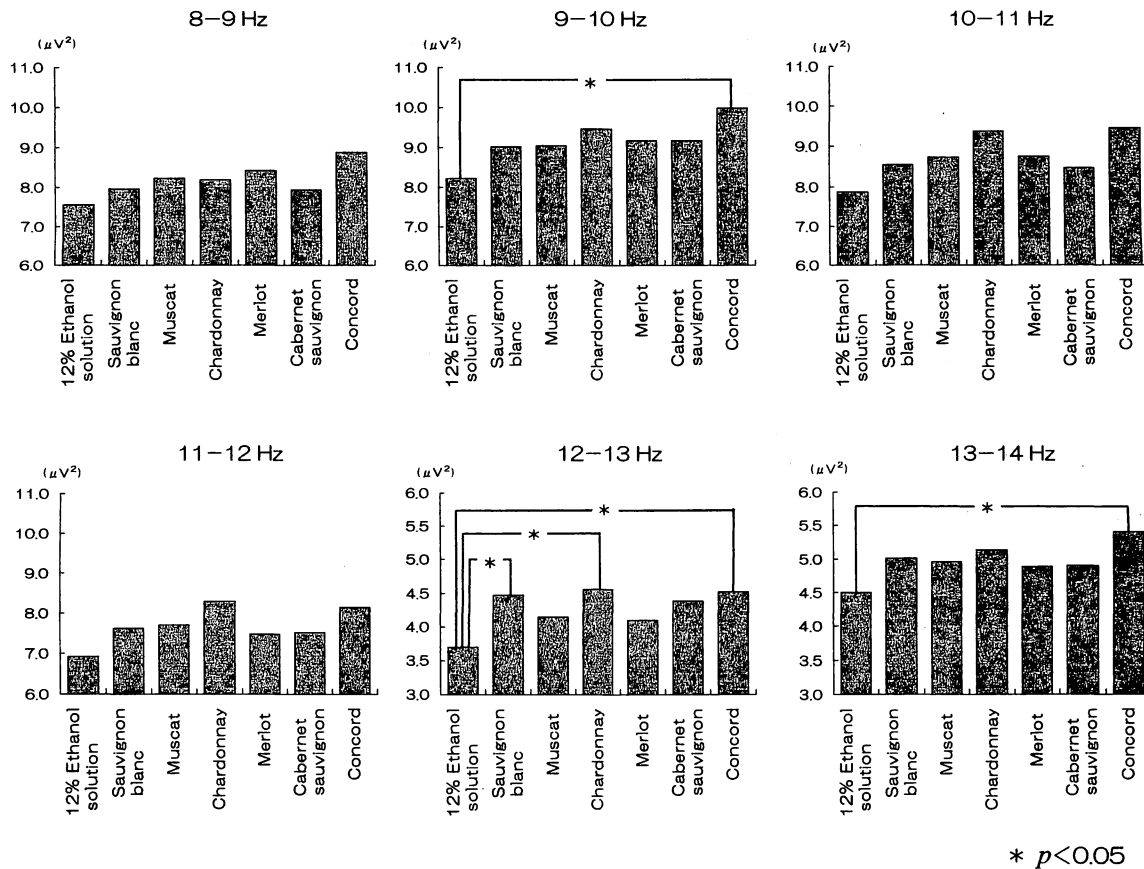 8–9 Hz
(μV²)
11.0
10.0
9.0
8.0
7.0
6.0
12% Ethanol
solution
Sauvignon
blanc
Muscat
Chardonnay
Merlot
Cabernet
sauvignon
Concord
9–10 Hz
(μV²)
11.0
10.0
9.0
8.0
7.0
6.0
*
12% Ethanol
solution
Sauvignon
blanc
Muscat
Chardonnay
Merlot
Cabernet
sauvignon
Concord
10–11 Hz
(μV²)
11.0
10.0
9.0
8.0
7.0
6.0
12% Ethanol
solution
Sauvignon
blanc
Muscat
Chardonnay
Merlot
Cabernet
sauvignon
Concord
11–12 Hz
(μV²)
11.0
10.0
9.0
8.0
7.0
6.0
12% Ethanol
solution
Sauvignon
blanc
Muscat
Chardonnay
Merlot
Cabernet
sauvignon
Concord
12–13 Hz
(μV²)
6.0
5.5
5.0
4.5
4.0
3.5
3.0
*
*
*
12% Ethanol
solution
Sauvignon
blanc
Muscat
Chardonnay
Merlot
Cabernet
sauvignon
Concord
13–14 Hz
(μV²)
6.0
5.5
5.0
4.5
4.0
3.5
3.0
*
12% Ethanol
solution
Sauvignon
blanc
Muscat
Chardonnay
Merlot
Cabernet
sauvignon
Concord
* p<0.05